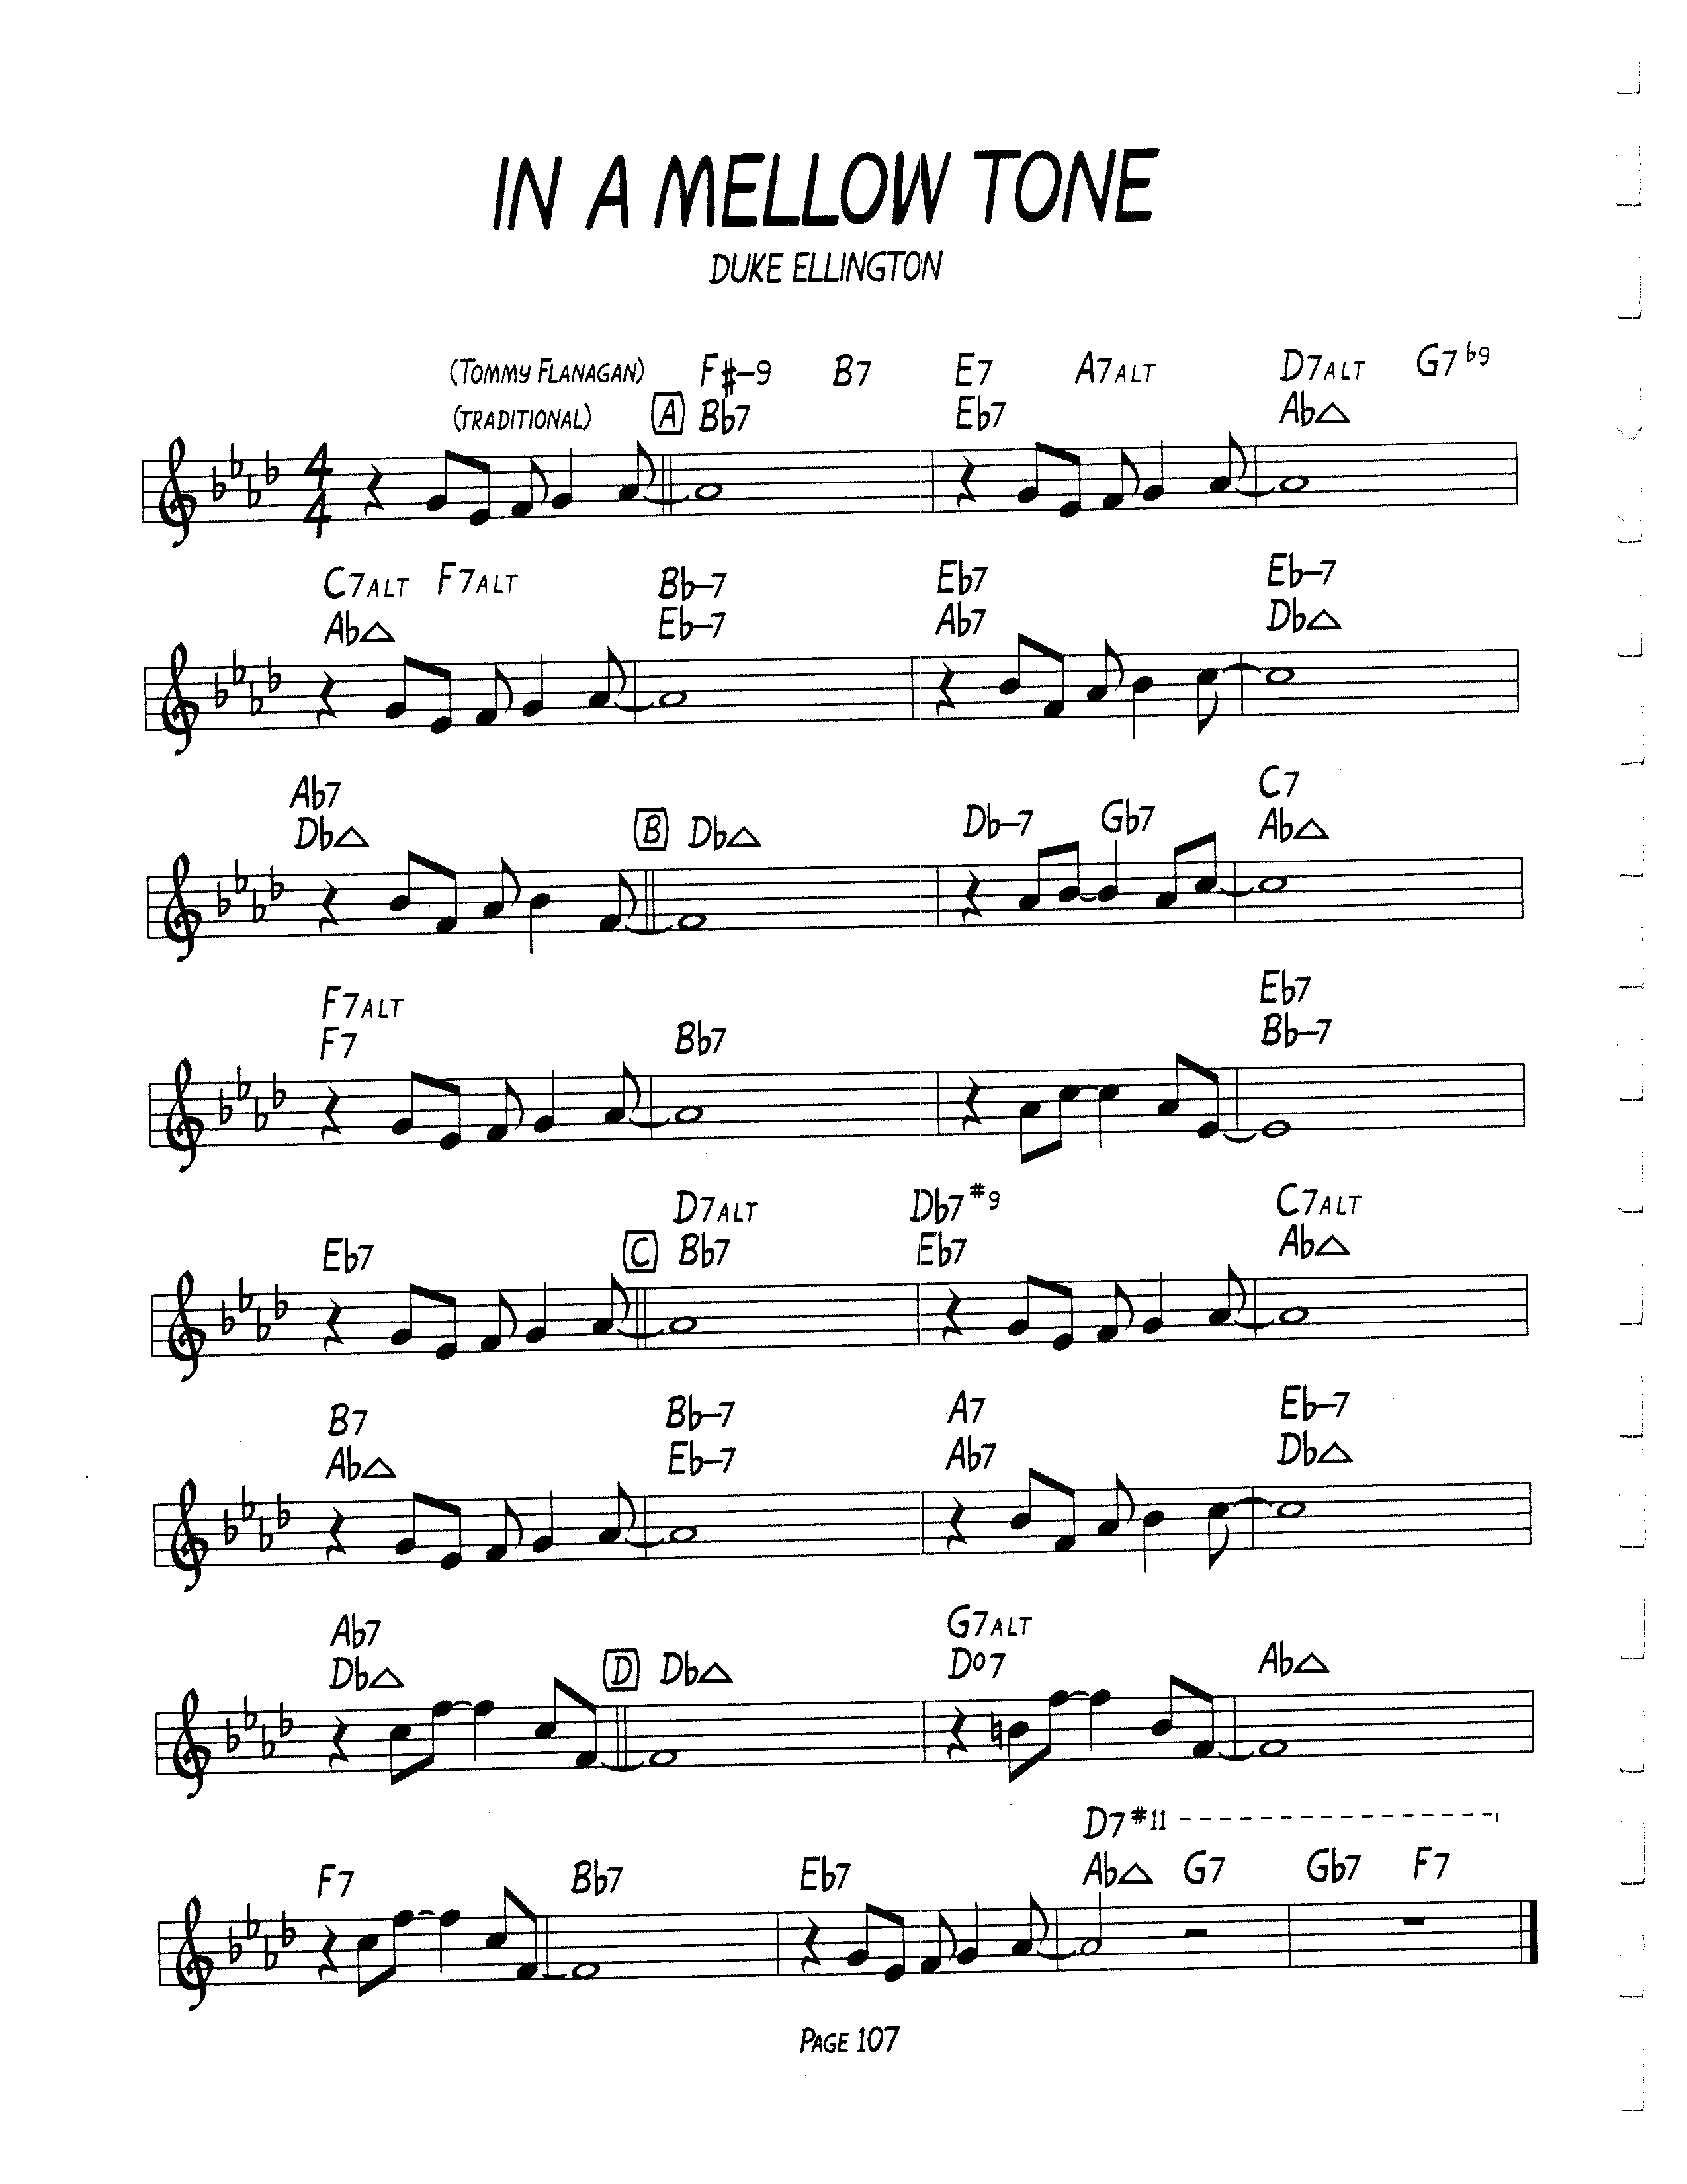 IN A MELLOW TONE
DUKE ELLINGTON
(TOMMY FLANAGAN) F#-9 B7 E7 A7ALT D7ALT G7b9
(TRADITIONAL) A Bb7 Eb7 Ab△
4
4
C7ALT F7ALT Bb-7 Eb7 Eb-7
Ab△ Eb-7 Ab7 Db△
Ab7 C7
Db△ B Db△ Db-7 Gb7 Ab△
F7ALT Eb7
F7 Bb7 Bb-7
D7ALT Db7#9 C7ALT
Eb7 C Bb7 Eb7 Ab△
B7 Bb-7 A7 Eb-7
Ab△ Eb-7 Ab7 Db△
Ab7 G7ALT
Db△ D Db△ Do7 Ab△
D7#11
F7 Bb7 Eb7 Ab△ G7 Gb7 F7
PAGE 107